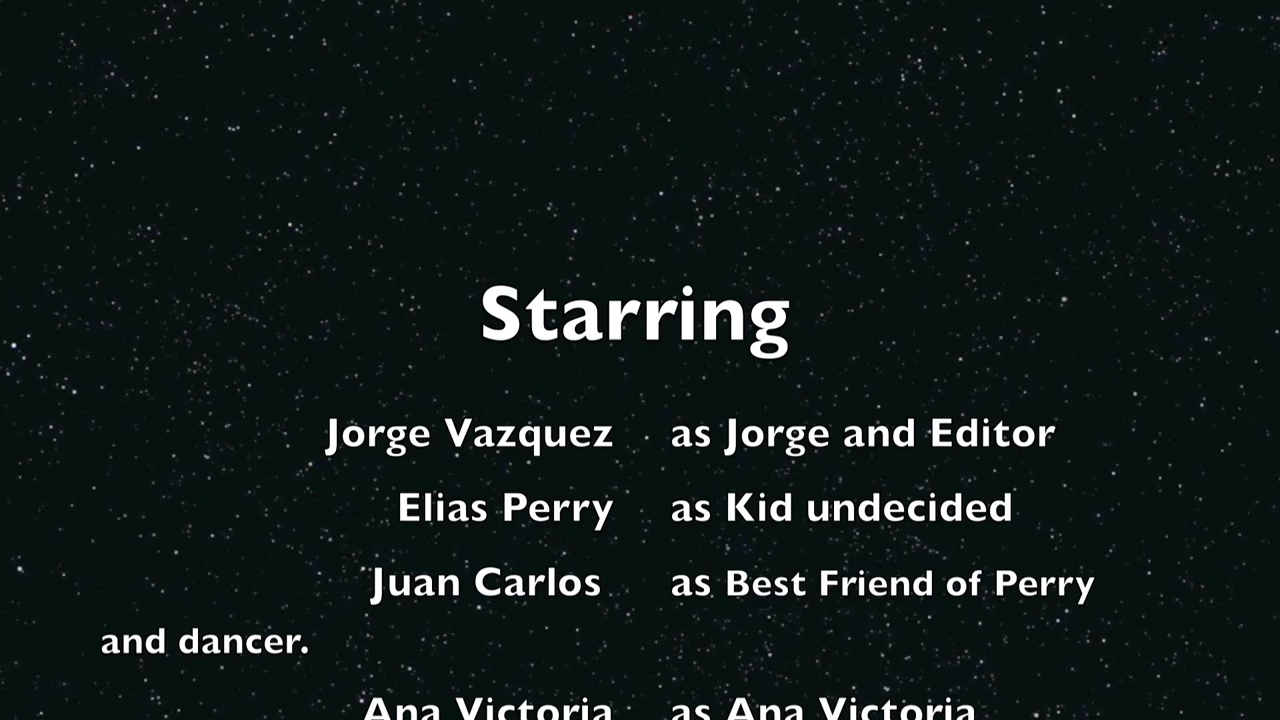 Starring
Jorge Vazquez as Jorge and Editor
Elias Perry as Kid undecided
Juan Carlos as Best Friend of Perry
and dancer.
Ana Victoria as Ana Victoria